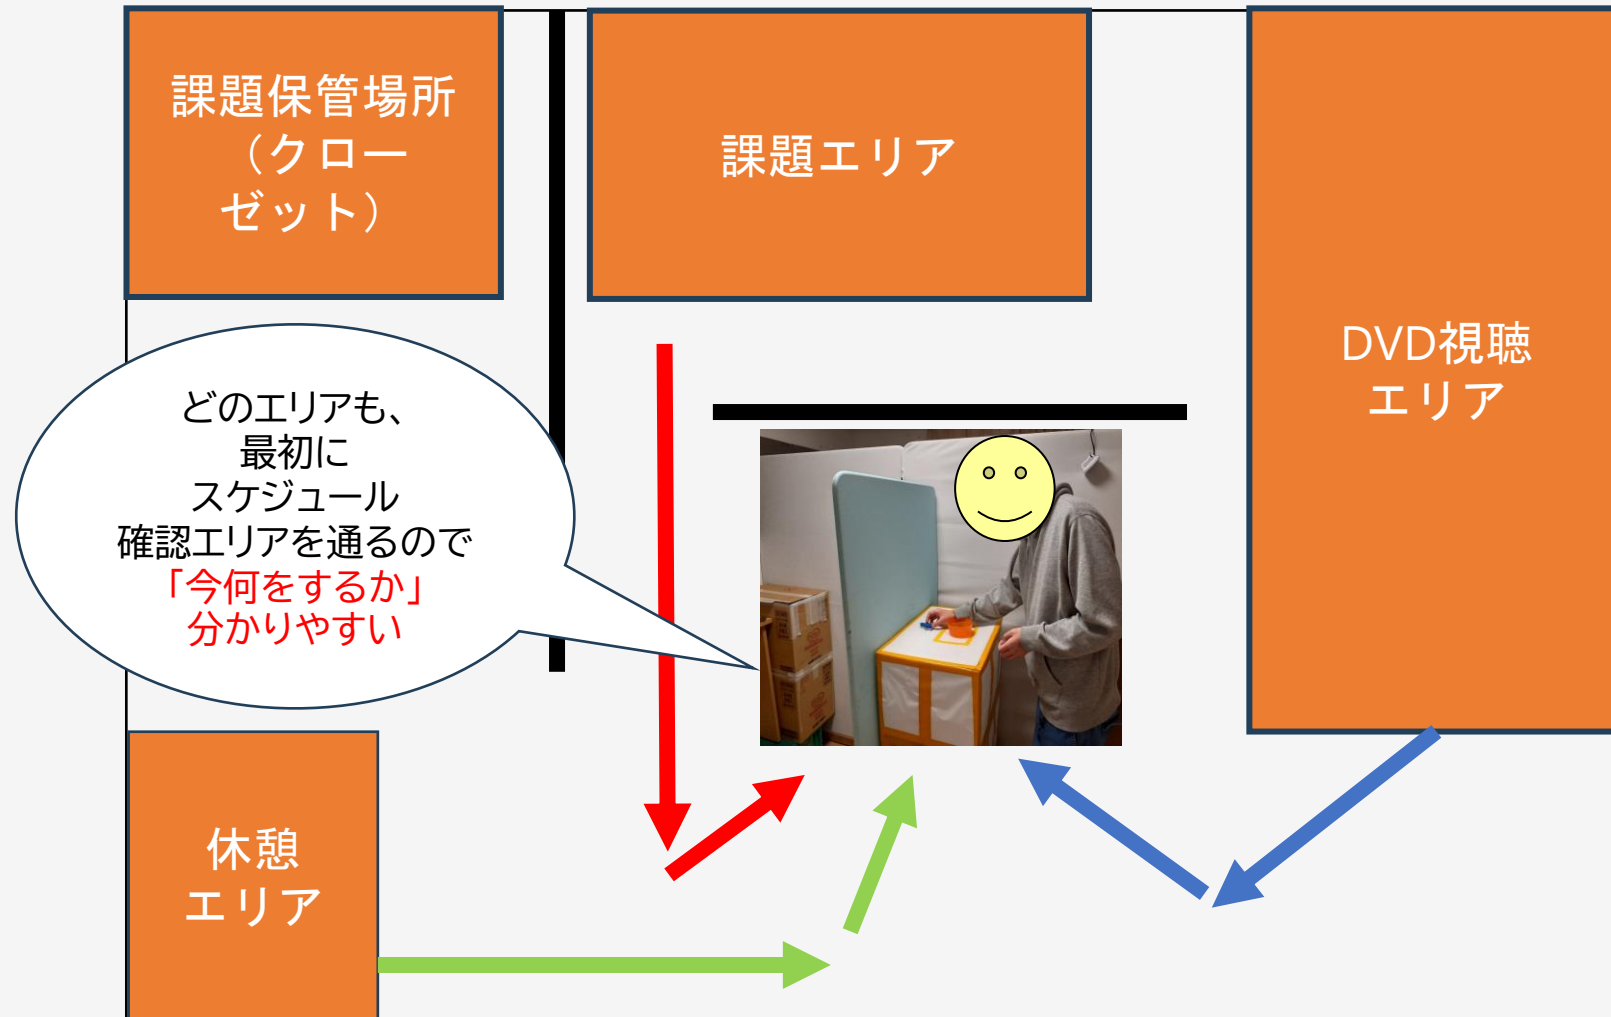 課題保管場所
（クロー
ゼット）
課題エリア
DVD視聴
エリア
どのエリアも、
最初に
スケジュール
確認エリアを通るので
「今何をするか」
分かりやすい
休憩
エリア